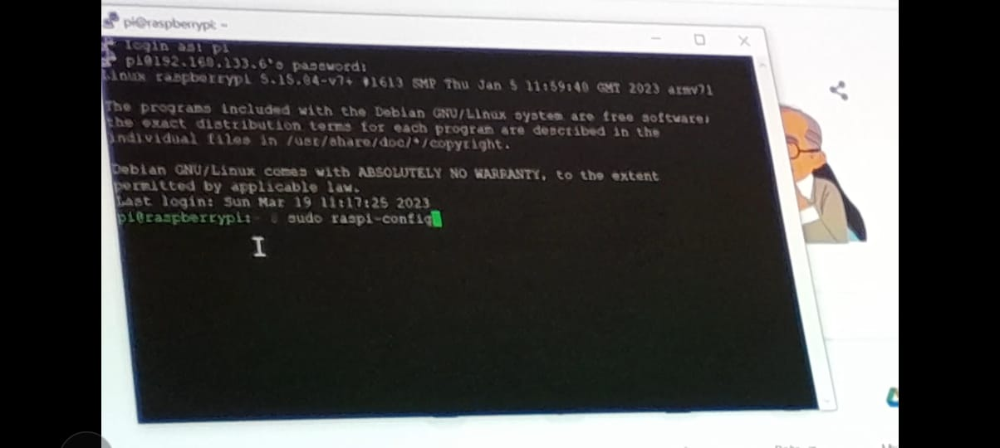 pi@raspberrypi: ~
login as: pi
pi@192.168.133.6's password:
Linux raspberrypi 5.15.84-v7+ #1613 SMP Thu Jan 5 11:59:48 GMT 2023 armv7l
The programs included with the Debian GNU/Linux system are free software;
the exact distribution terms for each program are described in the
individual files in /usr/share/doc/*/copyright.
Debian GNU/Linux comes with ABSOLUTELY NO WARRANTY, to the extent
permitted by applicable law.
Last login: Sun Mar 19 11:17:25 2023
pi@raspberrypi: $ sudo raspi-config